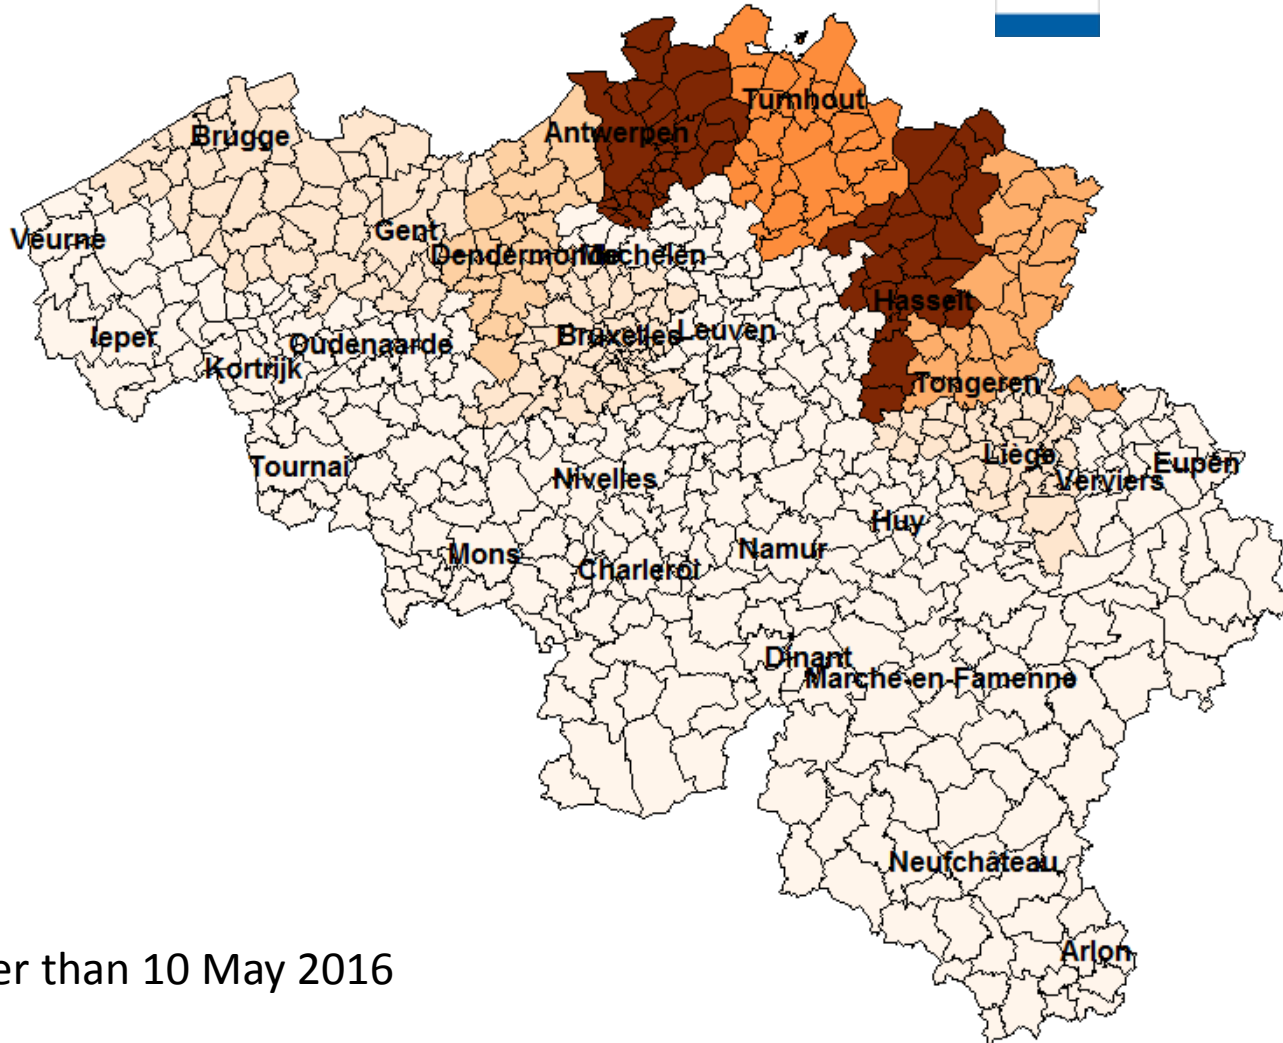 Turnhout
Antwerpen
Brugge
Gent
Veurne
Dendermonde
Mechelen
Hasselt
Ieper
Oudenaarde
Bruxelles
Leuven
Kortrijk
Tongeren
Tournai
Nivelles
Liège
Verviers
Eupen
Huy
Mons
Charleroi
Namur
Dinant
Marche-en-Famenne
Neufchâteau
Arlon
er than 10 May 2016